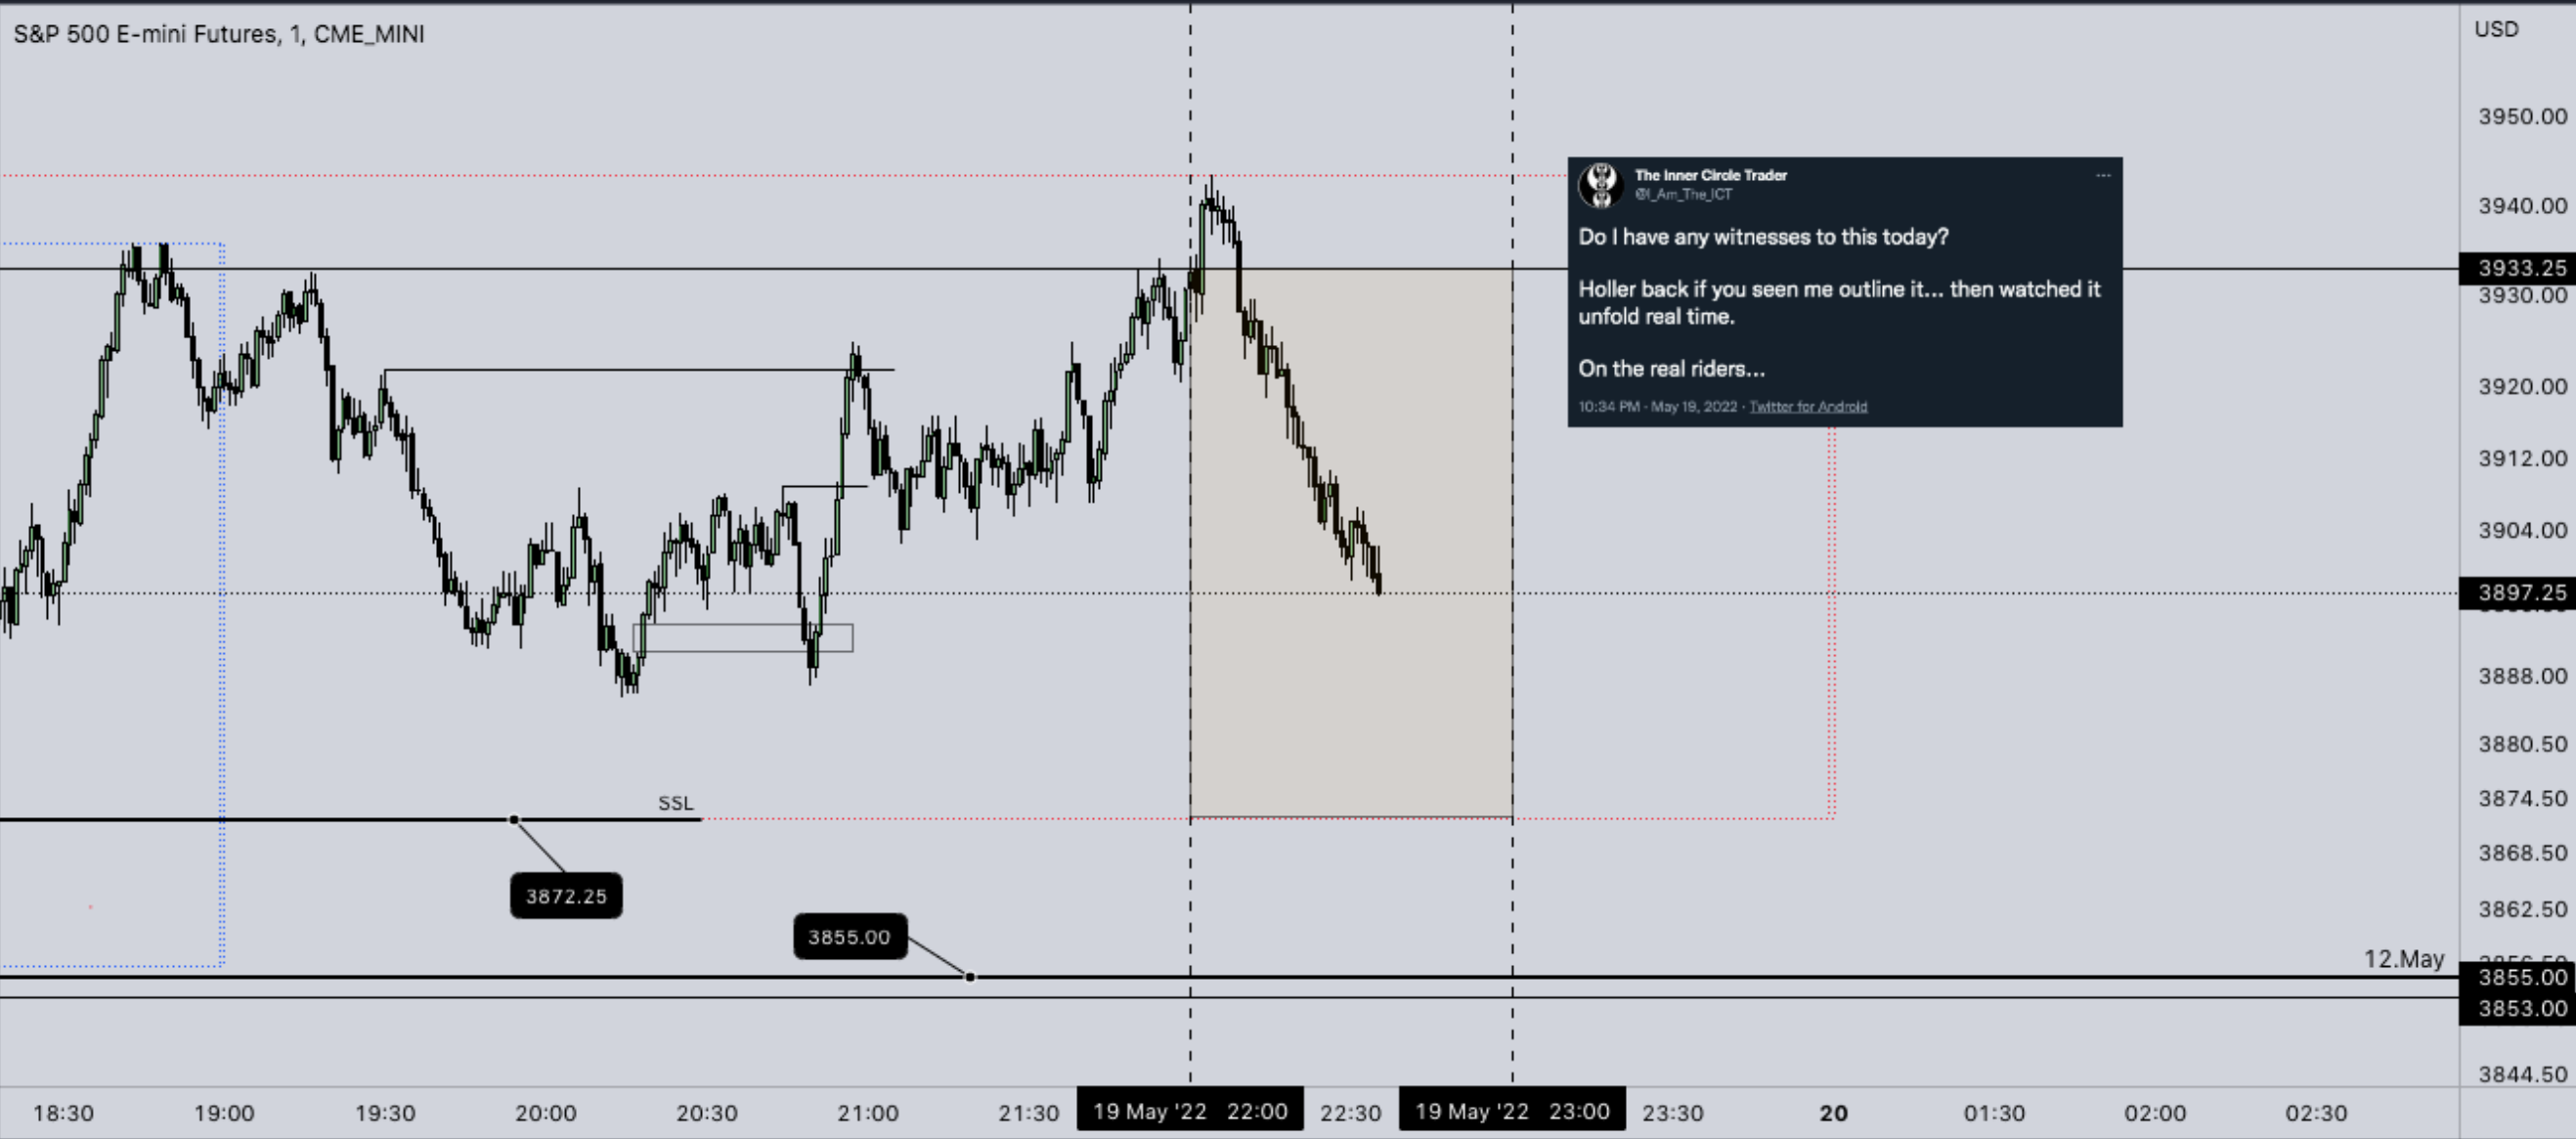 S&P 500 E-mini Futures, 1, CME_MINI
USD
3950.00
3940.00
3933.25
3930.00
3920.00
3912.00
3904.00
3897.25
3888.00
3880.50
3874.50
3868.50
3862.50
3855.00
3853.00
3844.50
The Inner Circle Trader
@I_Am_The_ICT
Do I have any witnesses to this today?
Holler back if you seen me outline it... then watched it
unfold real time.
On the real riders...
10:34 PM · May 19, 2022 · Twitter for Android
SSL
3872.25
3855.00
12.May
18:30 19:00 19:30 20:00 20:30 21:00 21:30 19 May '22 22:00 22:30 19 May '22 23:00 23:30 20 01:30 02:00 02:30